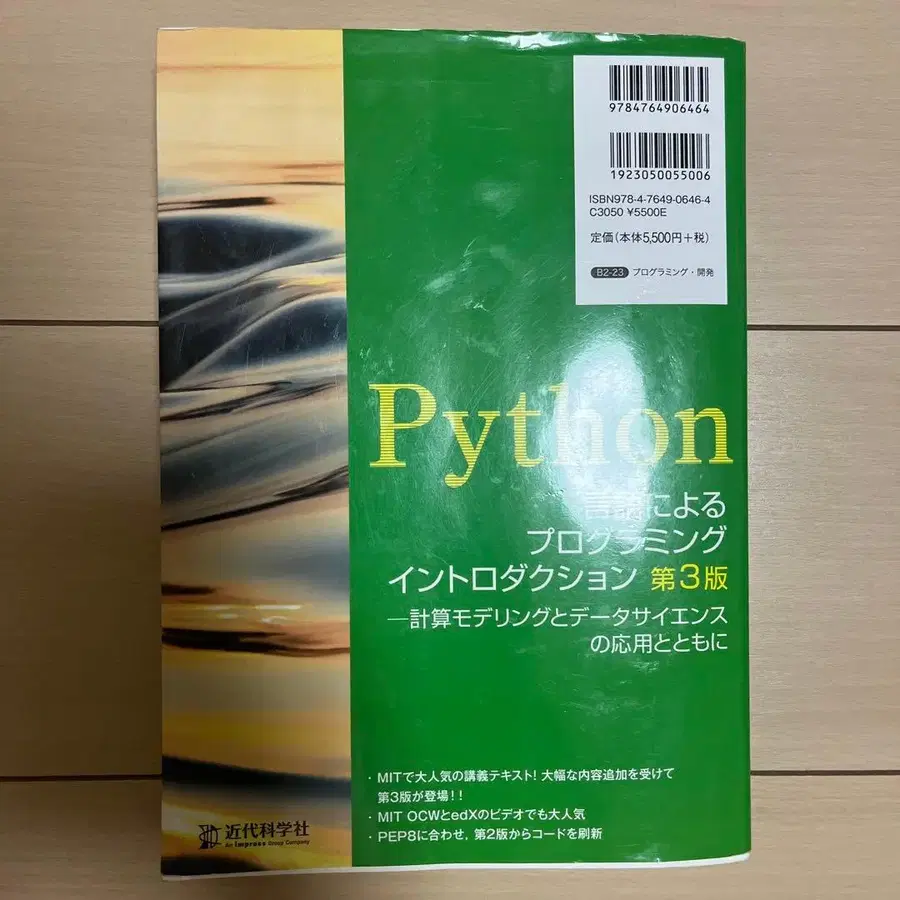 9784764906464
1923050055006
ISBN978-4-7649-0646-4
C3050 ¥5500E
定価(本体5,500円+税)
B2-23 プログラミング・開発
Python
言語による
プログラミング
イントロダクション 第3版
―計算モデリングとデータサイエンス
の応用とともに
・MITで大人気の講義テキスト! 大幅な内容追加を受けて
第3版が登場!!
・MIT OCWとedXのビデオでも大人気
・PEP8に合わせ,第2版からコードを刷新
近代科学社
An Impress Group Company